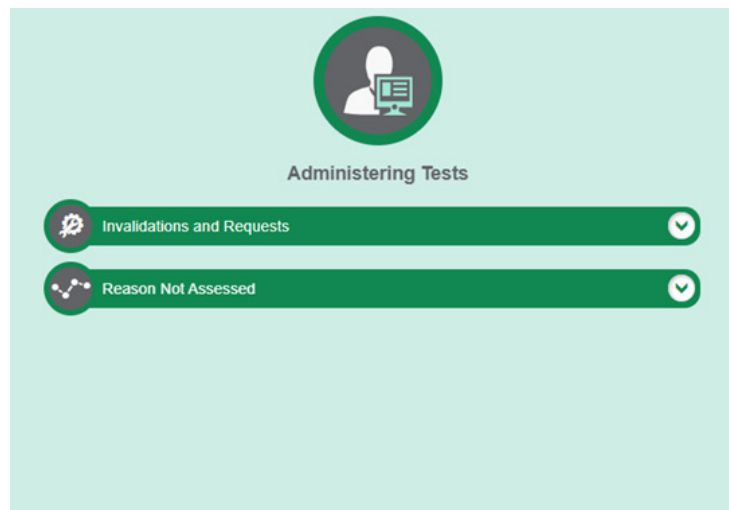 Administering Tests
Invalidations and Requests
Reason Not Assessed